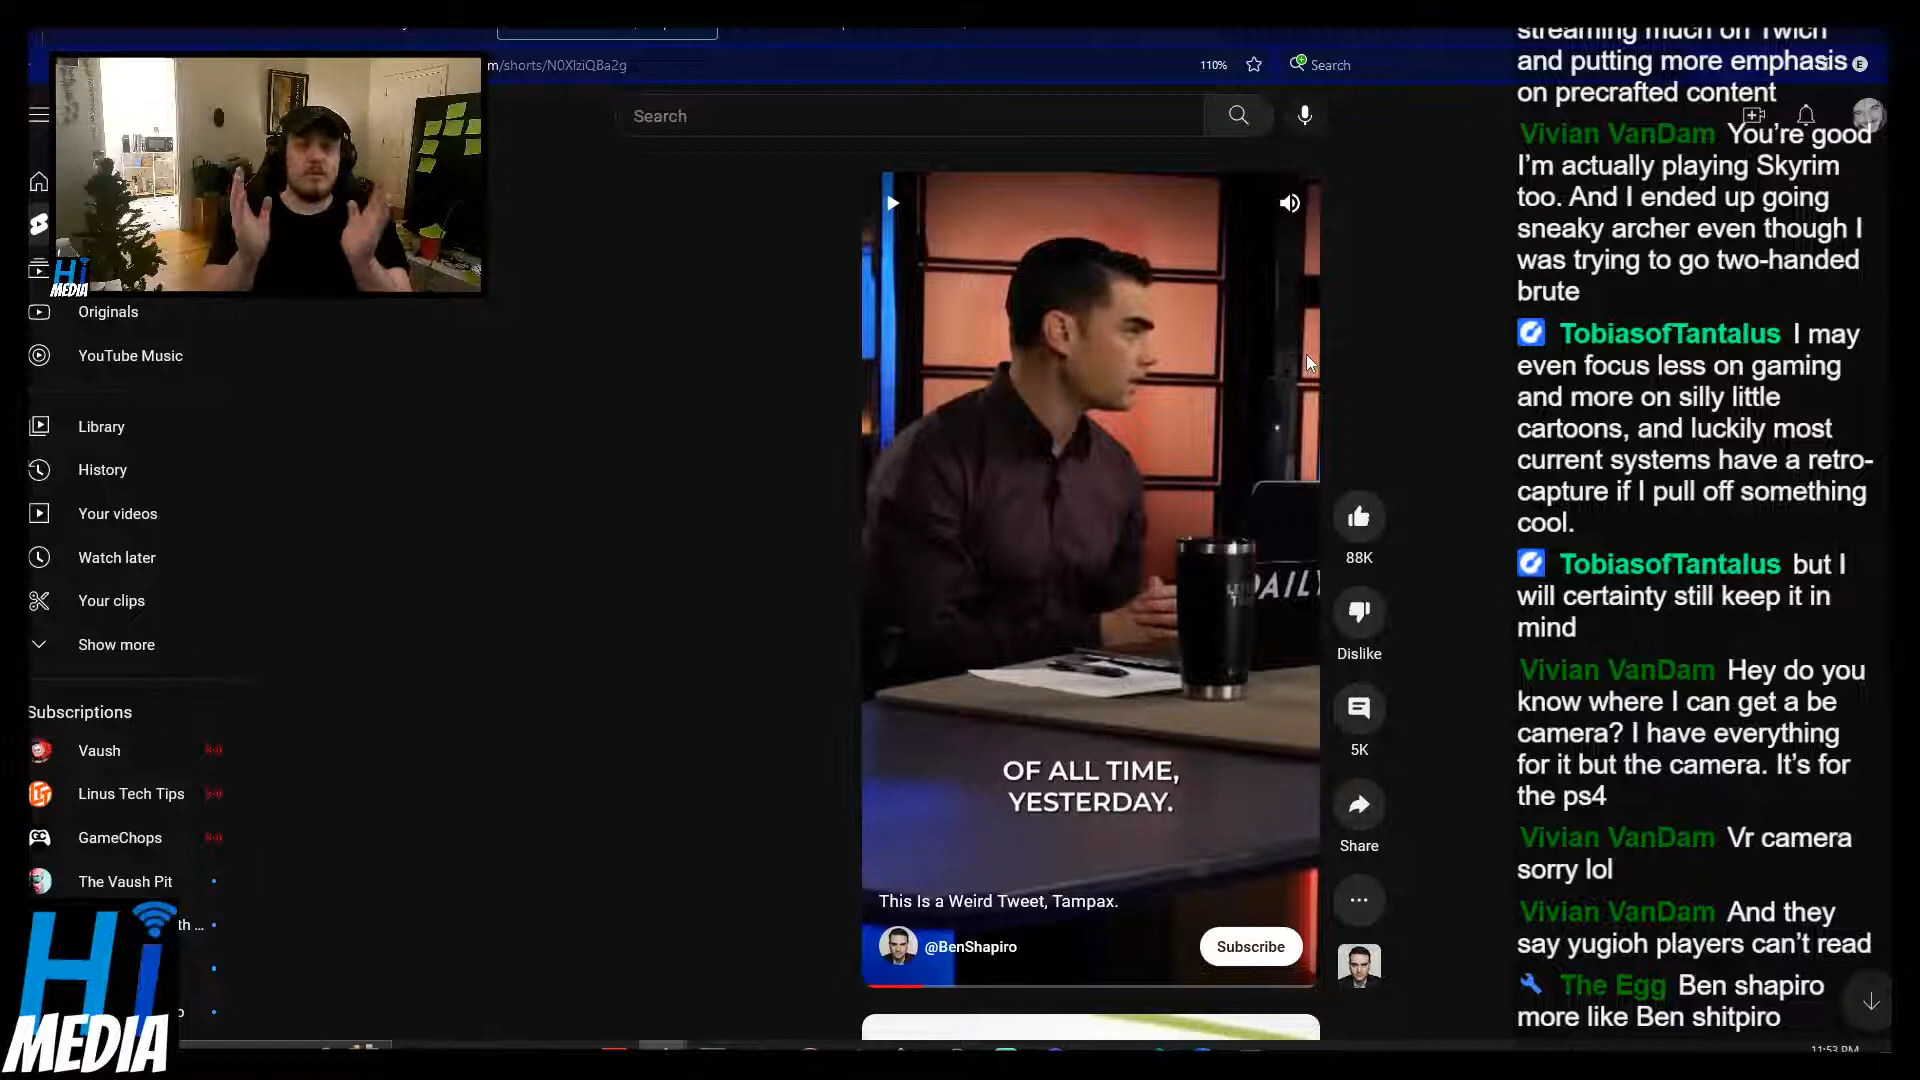 m/shorts/N0XlziQBa2g
110%
Search
E
Search
Hi
MEDIA
Originals
YouTube Music
Library
History
Your videos
Watch later
Your clips
Show more
Subscriptions
Vaush
Linus Tech Tips
GameChops
The Vaush Pit
th ...
Hi
MEDIA
DAILY
OF ALL TIME,
YESTERDAY.
This Is a Weird Tweet, Tampax.
@BenShapiro
Subscribe
88K
Dislike
5K
Share
streaming much on Twich
and putting more emphasis
on precrafted content
Vivian VanDam You're good
I'm actually playing Skyrim
too. And I ended up going
sneaky archer even though I
was trying to go two-handed
brute
TobiasofTantalus I may
even focus less on gaming
and more on silly little
cartoons, and luckily most
current systems have a retro-
capture if I pull off something
cool.
TobiasofTantalus but I
will certainty still keep it in
mind
Vivian VanDam Hey do you
know where I can get a be
camera? I have everything
for it but the camera. It's for
the ps4
Vivian VanDam Vr camera
sorry lol
Vivian VanDam And they
say yugioh players can't read
The Egg Ben shapiro
more like Ben shitpiro
11:53 PM